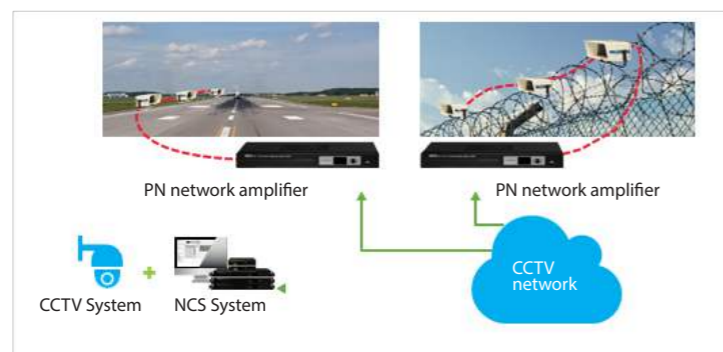 PN network amplifier
PN network amplifier
CCTV
network
CCTV System
NCS System